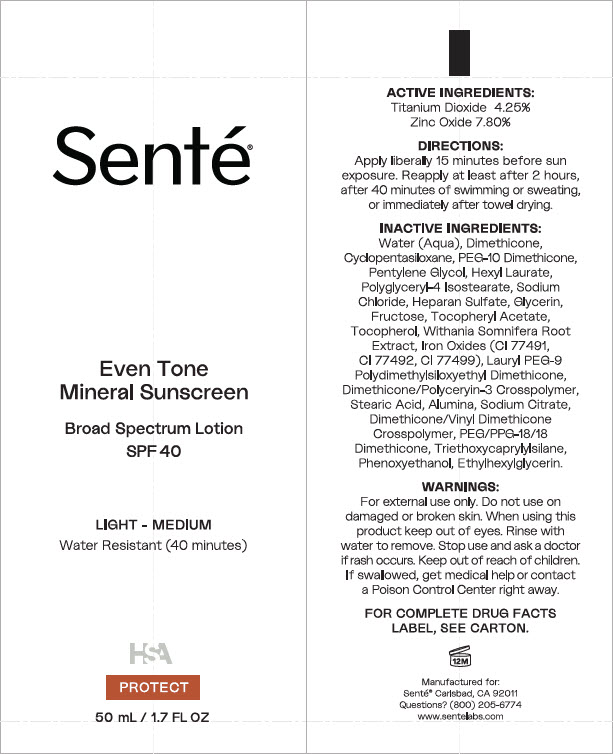 Senté®
Even Tone
Mineral Sunscreen
Broad Spectrum Lotion
SPF 40
LIGHT - MEDIUM
Water Resistant (40 minutes)
HSA
PROTECT
50 mL / 1.7 FL OZ
ACTIVE INGREDIENTS:
Titanium Dioxide 4.25%
Zinc Oxide 7.80%
DIRECTIONS:
Apply liberally 15 minutes before sun
exposure. Reapply at least after 2 hours,
after 40 minutes of swimming or sweating,
or immediately after towel drying.
INACTIVE INGREDIENTS:
Water (Aqua), Dimethicone,
Cyclopentasiloxane, PEG-10 Dimethicone,
Pentylene Glycol, Hexyl Laurate,
Polyglyceryl-4 Isostearate, Sodium
Chloride, Heparan Sulfate, Glycerin,
Fructose, Tocopheryl Acetate,
Tocopherol, Withania Somnifera Root
Extract, Iron Oxides (CI 77491,
CI 77492, CI 77499), Lauryl PEG-9
Polydimethylsiloxyethyl Dimethicone,
Dimethicone/Polyceryin-3 Crosspolymer,
Stearic Acid, Alumina, Sodium Citrate,
Dimethicone/Vinyl Dimethicone
Crosspolymer, PEG/PPG-18/18
Dimethicone, Triethoxycaprylylsilane,
Phenoxyethanol, Ethylhexylglycerin.
WARNINGS:
For external use only. Do not use on
damaged or broken skin. When using this
product keep out of eyes. Rinse with
water to remove. Stop use and ask a doctor
if rash occurs. Keep out of reach of children.
If swallowed, get medical help or contact
a Poison Control Center right away.
FOR COMPLETE DRUG FACTS
LABEL, SEE CARTON.
12M
Manufactured for:
Senté® Carlsbad, CA 92011
Questions? (800) 205-6774
www.sentelabs.com